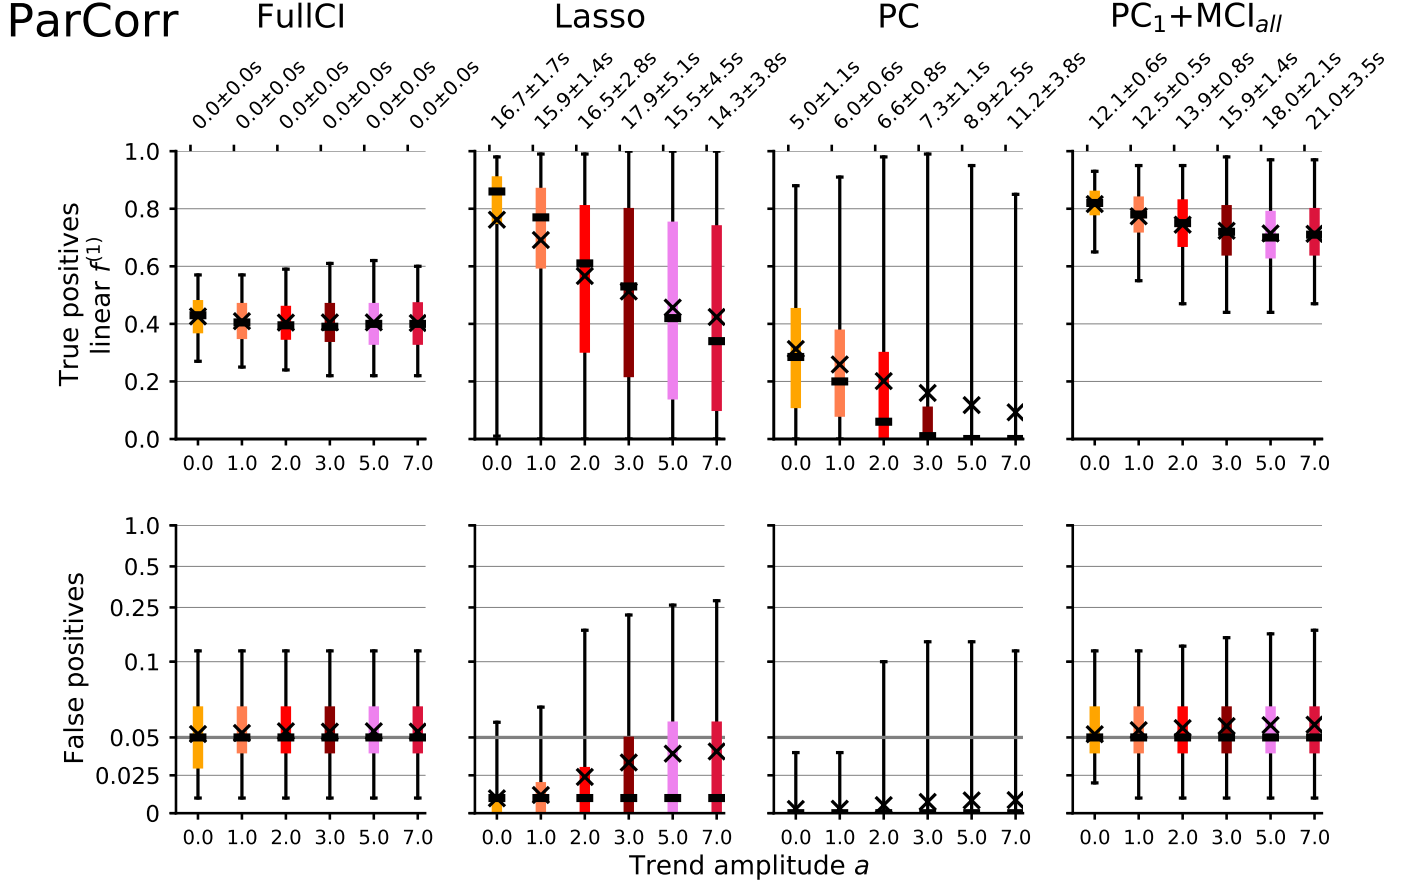 ParCorr FullCI Lasso PC PC₁+MCIₐₗₗ
0.0±0.0s 0.0±0.0s 0.0±0.0s 0.0±0.0s 0.0±0.0s 0.0±0.0s 16.7±1.7s 15.9±1.4s 16.5±2.8s 17.9±5.1s 15.5±4.5s 14.3±3.8s 5.0±1.1s 6.0±0.6s 6.6±0.8s 7.3±1.1s 8.9±2.5s 11.2±3.8s 12.1±0.6s 12.5±0.5s 13.9±0.8s 15.9±1.4s 18.0±2.1s 21.0±3.5s
True positives
linear f⁽¹⁾
1.0
0.8
0.6
0.4
0.2
0.0
0.0 1.0 2.0 3.0 5.0 7.0 0.0 1.0 2.0 3.0 5.0 7.0 0.0 1.0 2.0 3.0 5.0 7.0 0.0 1.0 2.0 3.0 5.0 7.0
False positives
1.0
0.5
0.25
0.1
0.05
0.025
0
0.0 1.0 2.0 3.0 5.0 7.0 0.0 1.0 2.0 3.0 5.0 7.0 0.0 1.0 2.0 3.0 5.0 7.0 0.0 1.0 2.0 3.0 5.0 7.0
Trend amplitude a